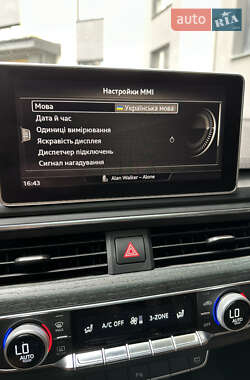 AUTO RIA
Настройки MMI
Мова
Українська мова
Дата й час
Одиниці вимірювання
Яскравість дисплея
Диспетчер підключень
Сигнал нагадування
16:43
Alan Walker - Alone
A/C OFF
3-ZONE
LO
AUTO
LO
AUTO